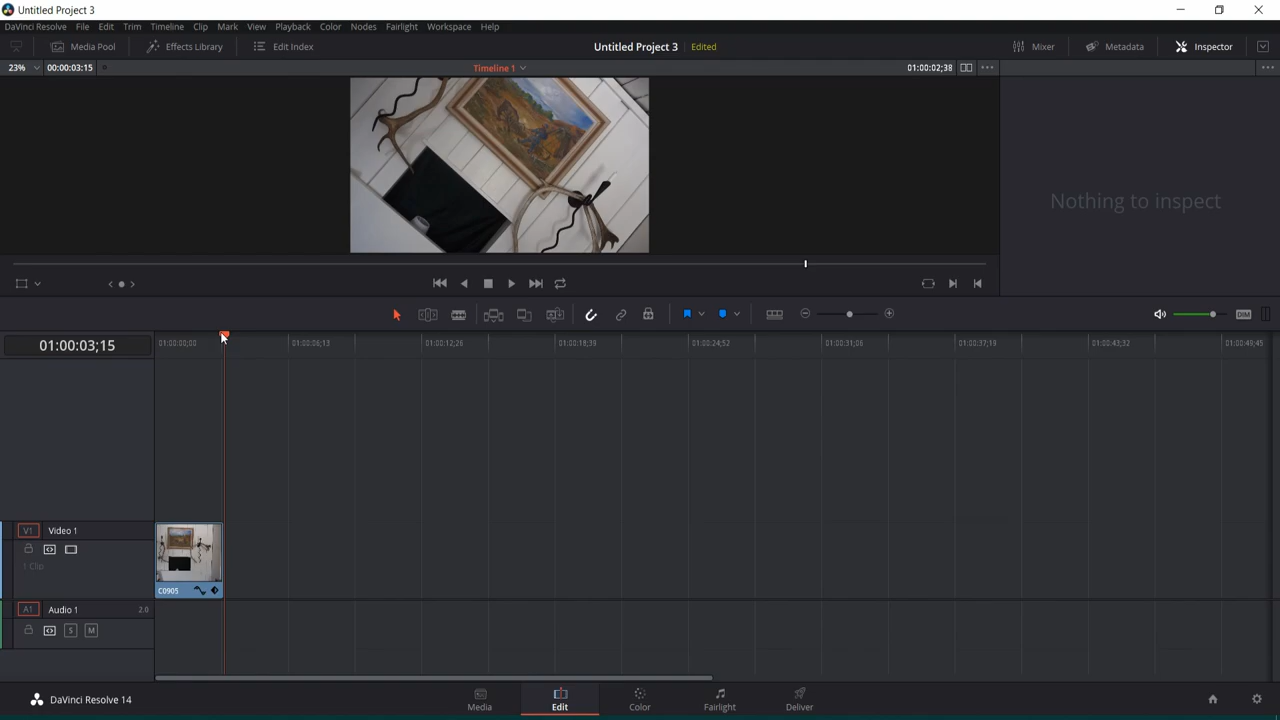 Untitled Project 3
DaVinci Resolve File Edit Trim Timeline Clip Mark View Playback Color Nodes Fairlight Workspace Help
Media Pool Effects Library Edit Index Untitled Project 3 Edited Mixer Metadata Inspector
23% 00:00:03:15 Timeline 1 01:00:02;38
Nothing to inspect
DIM
01:00:03;15 01:00:00;00 01:00:06;13 01:00:12;26 01:00:18;39 01:00:24;52 01:00:31;06 01:00:37;19 01:00:43;32 01:00:49;45
V1 Video 1
1 Clip
C0905
A1 Audio 1 2.0
S M
DaVinci Resolve 14 Media Edit Color Fairlight Deliver